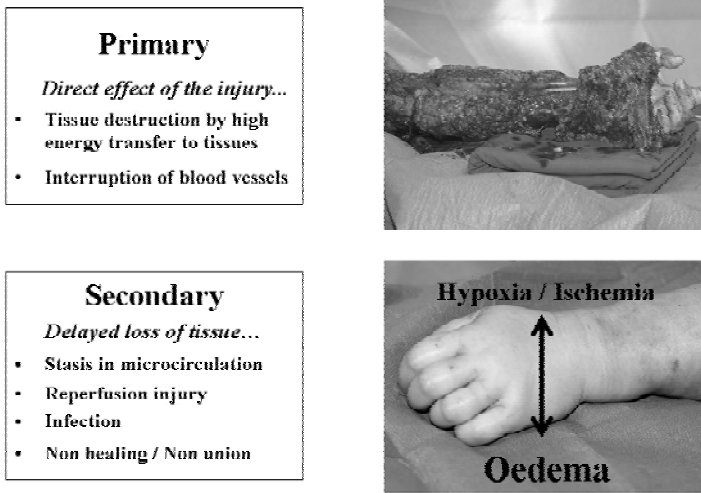 Primary
Direct effect of the injury...
• Tissue destruction by high
energy transfer to tissues
• Interruption of blood vessels
Secondary
Delayed loss of tissue…
• Stasis in microcirculation
• Reperfusion injury
• Infection
• Non healing / Non union
Hypoxia / Ischemia
Oedema